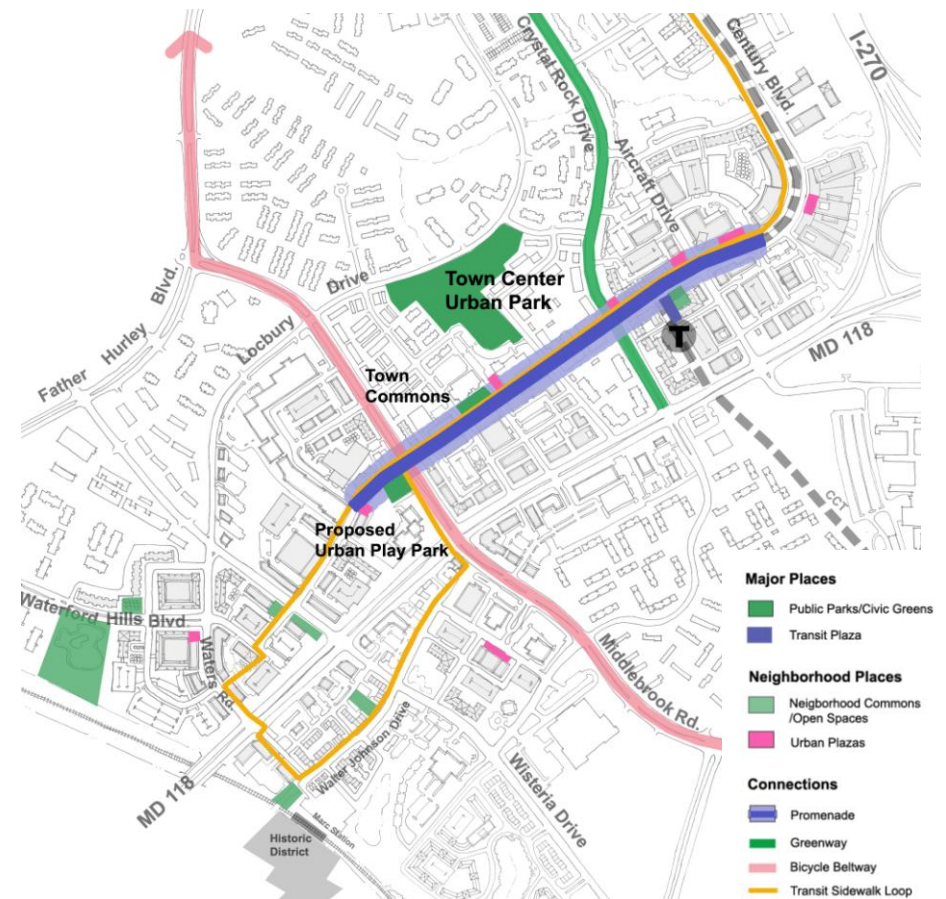 Crystal Rock Drive
Century Blvd.
I-270
Aircraft Drive
Town Center
Urban Park
Drive
Locbury
Father Hurley Blvd.
T
MD 118
Town
Commons
CCT
Proposed
Urban Play Park
Waterford Hills Blvd
Waters Rd.
Middlebrook Rd.
Walter Johnson Drive
Wisteria Drive
MD 118
Marc Station
Historic
District
Major Places
Public Parks/Civic Greens
Transit Plaza
Neighborhood Places
Neigborhood Commons
/Open Spaces
Urban Plazas
Connections
Promenade
Greenway
Bicycle Beltway
Transit Sidewalk Loop